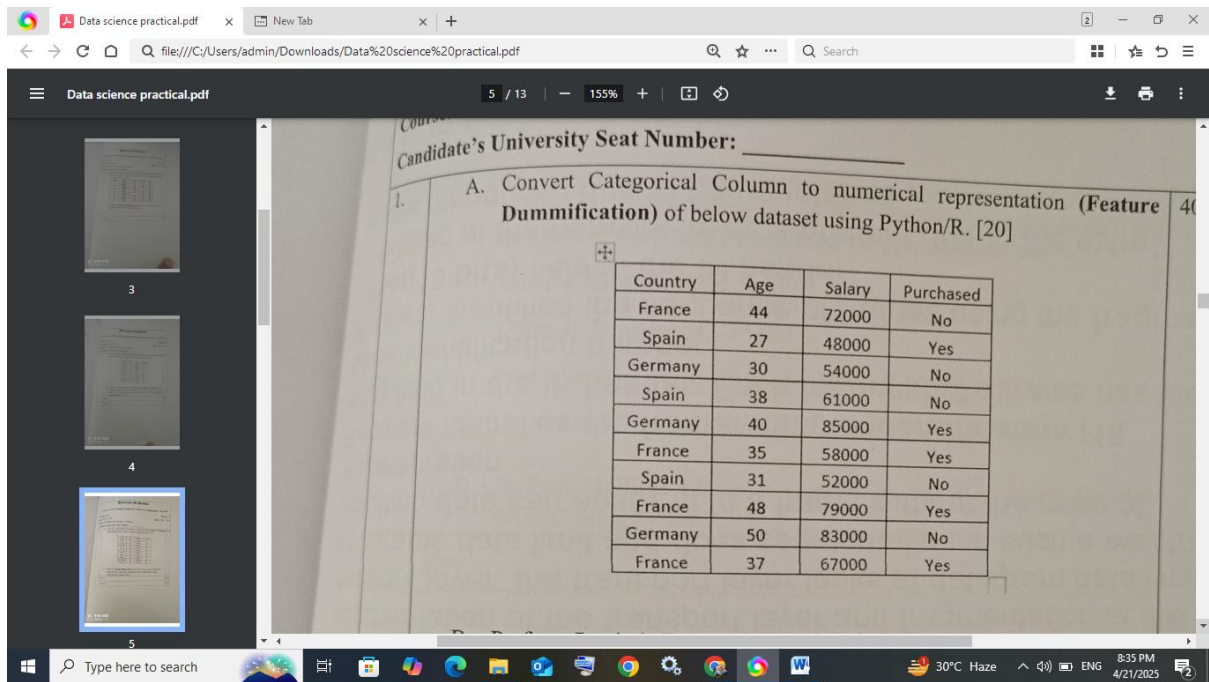 Data science practical.pdf
New Tab
2
file:///C:/Users/admin/Downloads/Data%20science%20practical.pdf
Search
Data science practical.pdf
5 / 13
155%
3
4
5
Candidate's University Seat Number:
1. A. Convert Categorical Column to numerical representation (Feature
Dummification) of below dataset using Python/R. [20]
Country Age Salary Purchased
France 44 72000 No
Spain 27 48000 Yes
Germany 30 54000 No
Spain 38 61000 No
Germany 40 85000 Yes
France 35 58000 Yes
Spain 31 52000 No
France 48 79000 Yes
Germany 50 83000 No
France 37 67000 Yes
Type here to search
30°C Haze
ENG
8:35 PM
4/21/2025
2